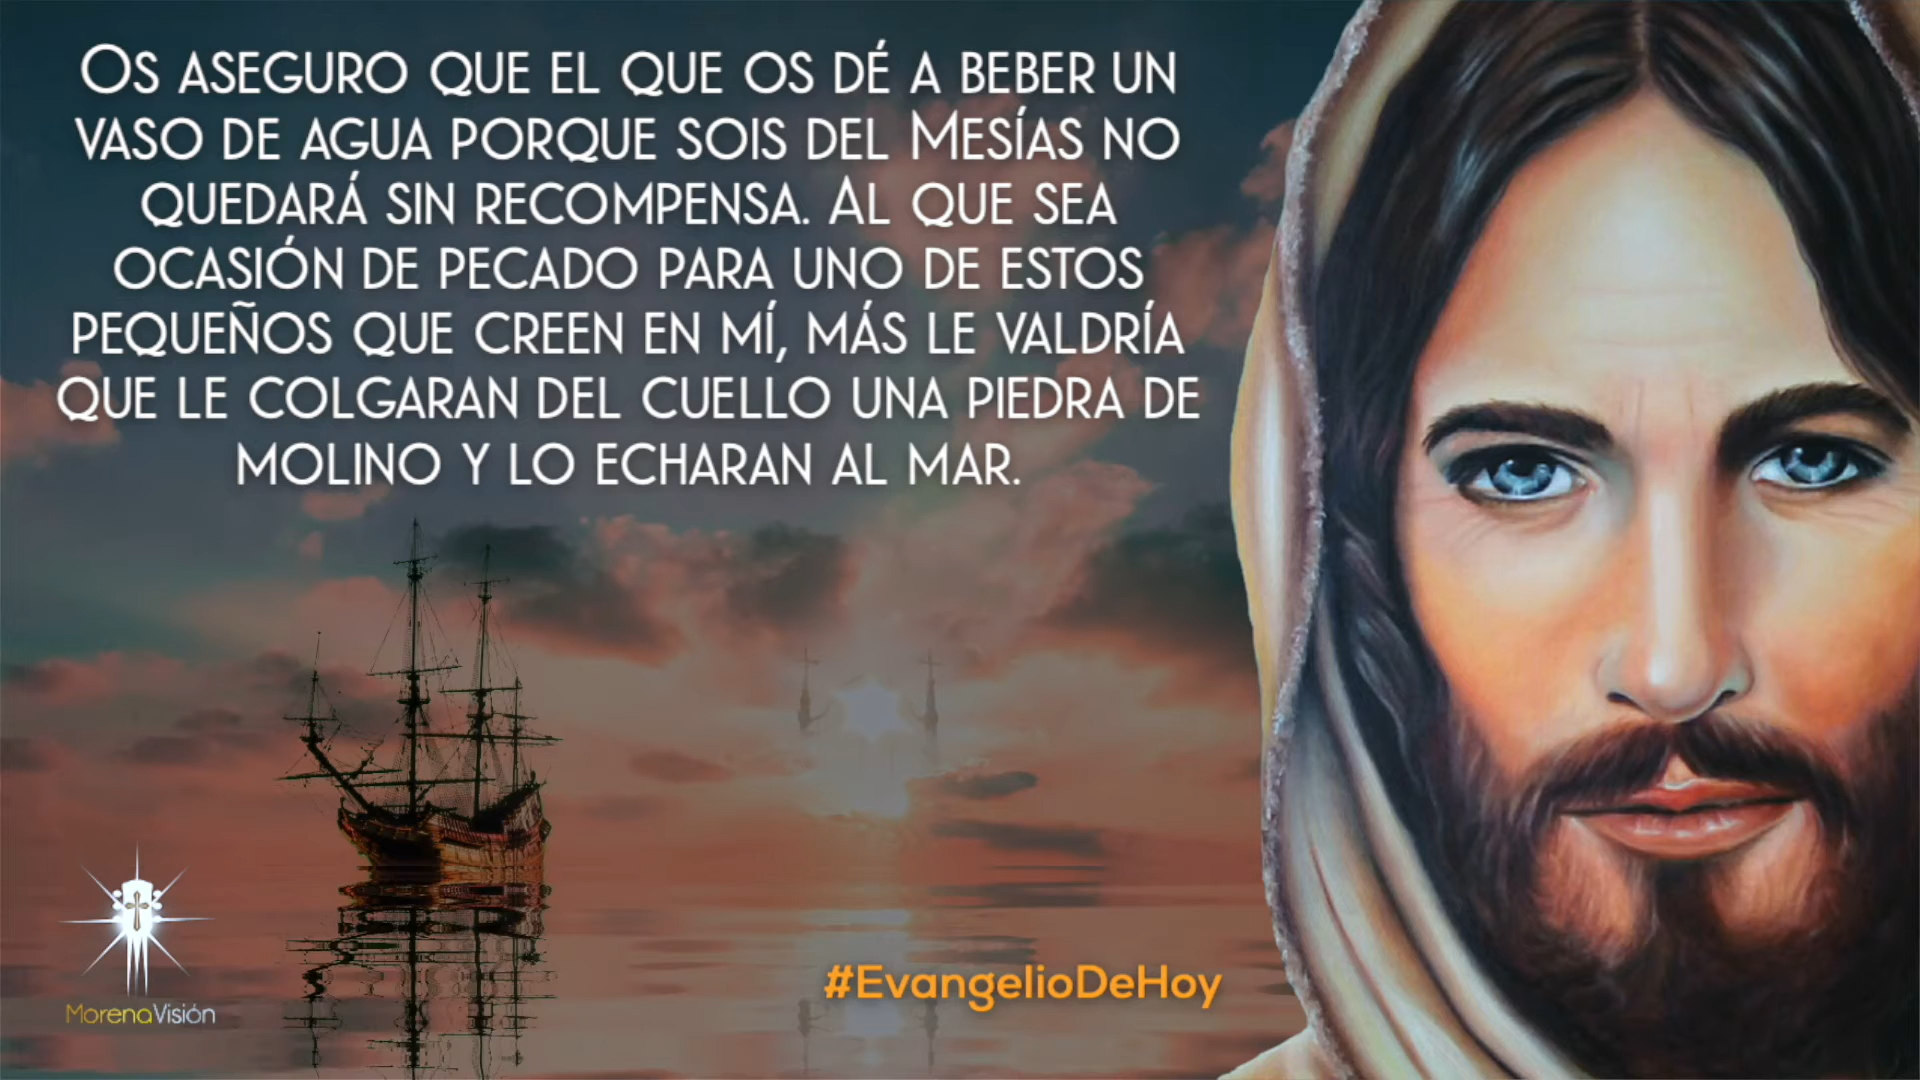 Os aseguro que el que os dé a beber un
vaso de agua porque sois del Mesías no
quedará sin recompensa. Al que sea
ocasión de pecado para uno de estos
pequeños que creen en mí, más le valdría
que le colgaran del cuello una piedra de
molino y lo echaran al mar.
#EvangelioDeHoy
MorenaVisión